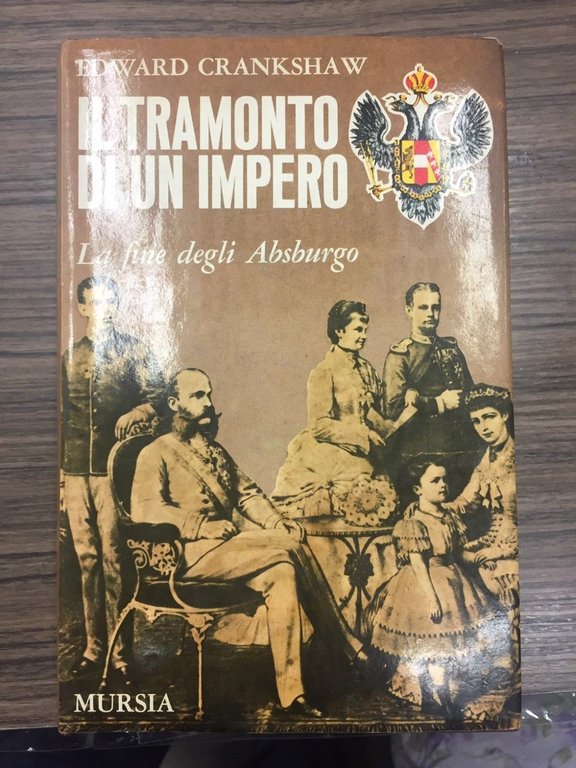 EDWARD CRANKSHAW
IL TRAMONTO
DI UN IMPERO
La fine degli Absburgo
MURSIA